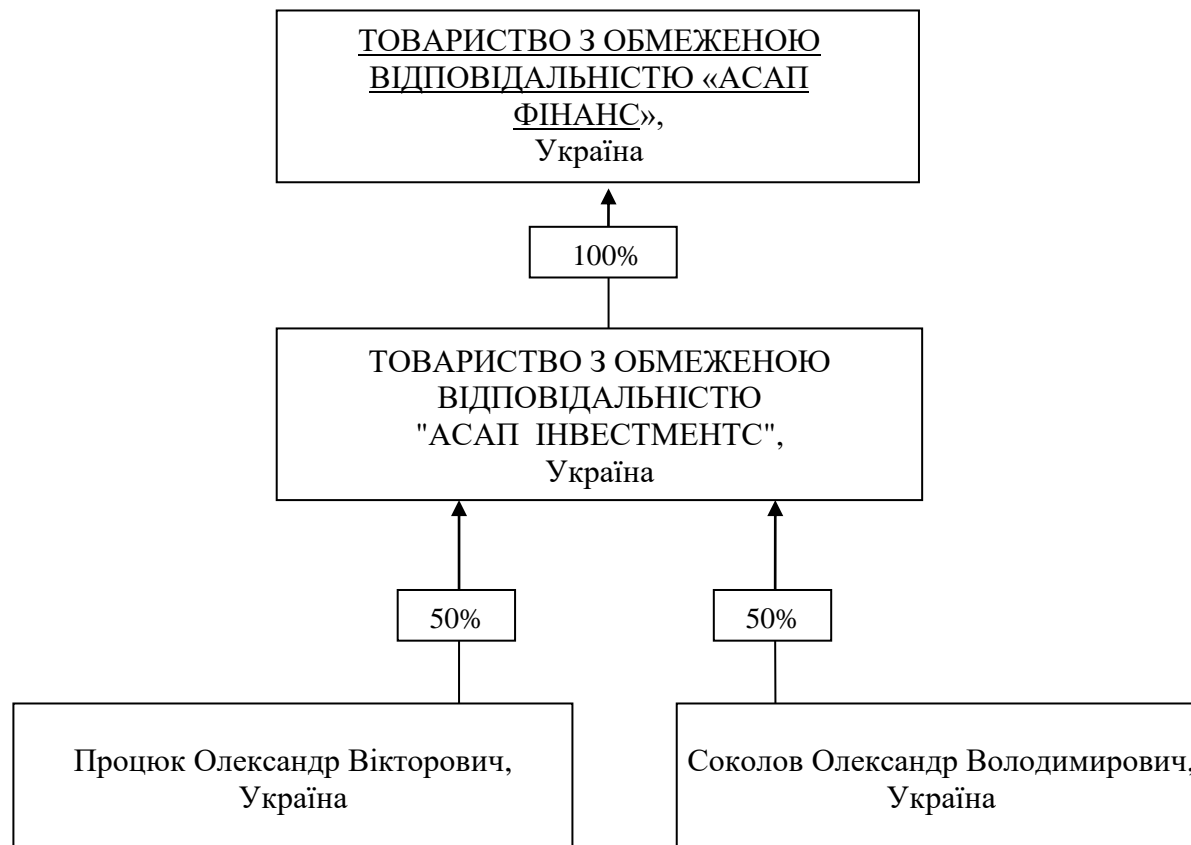 ТОВАРИСТВО З ОБМЕЖЕНОЮ
ВІДПОВІДАЛЬНІСТЮ «АСАП
ФІНАНС»,
Україна
100%
ТОВАРИСТВО З ОБМЕЖЕНОЮ
ВІДПОВІДАЛЬНІСТЮ
"АСАП  ІНВЕСТМЕНТС",
Україна
50%
50%
Процюк Олександр Вікторович,
Україна
Соколов Олександр Володимирович,
Україна